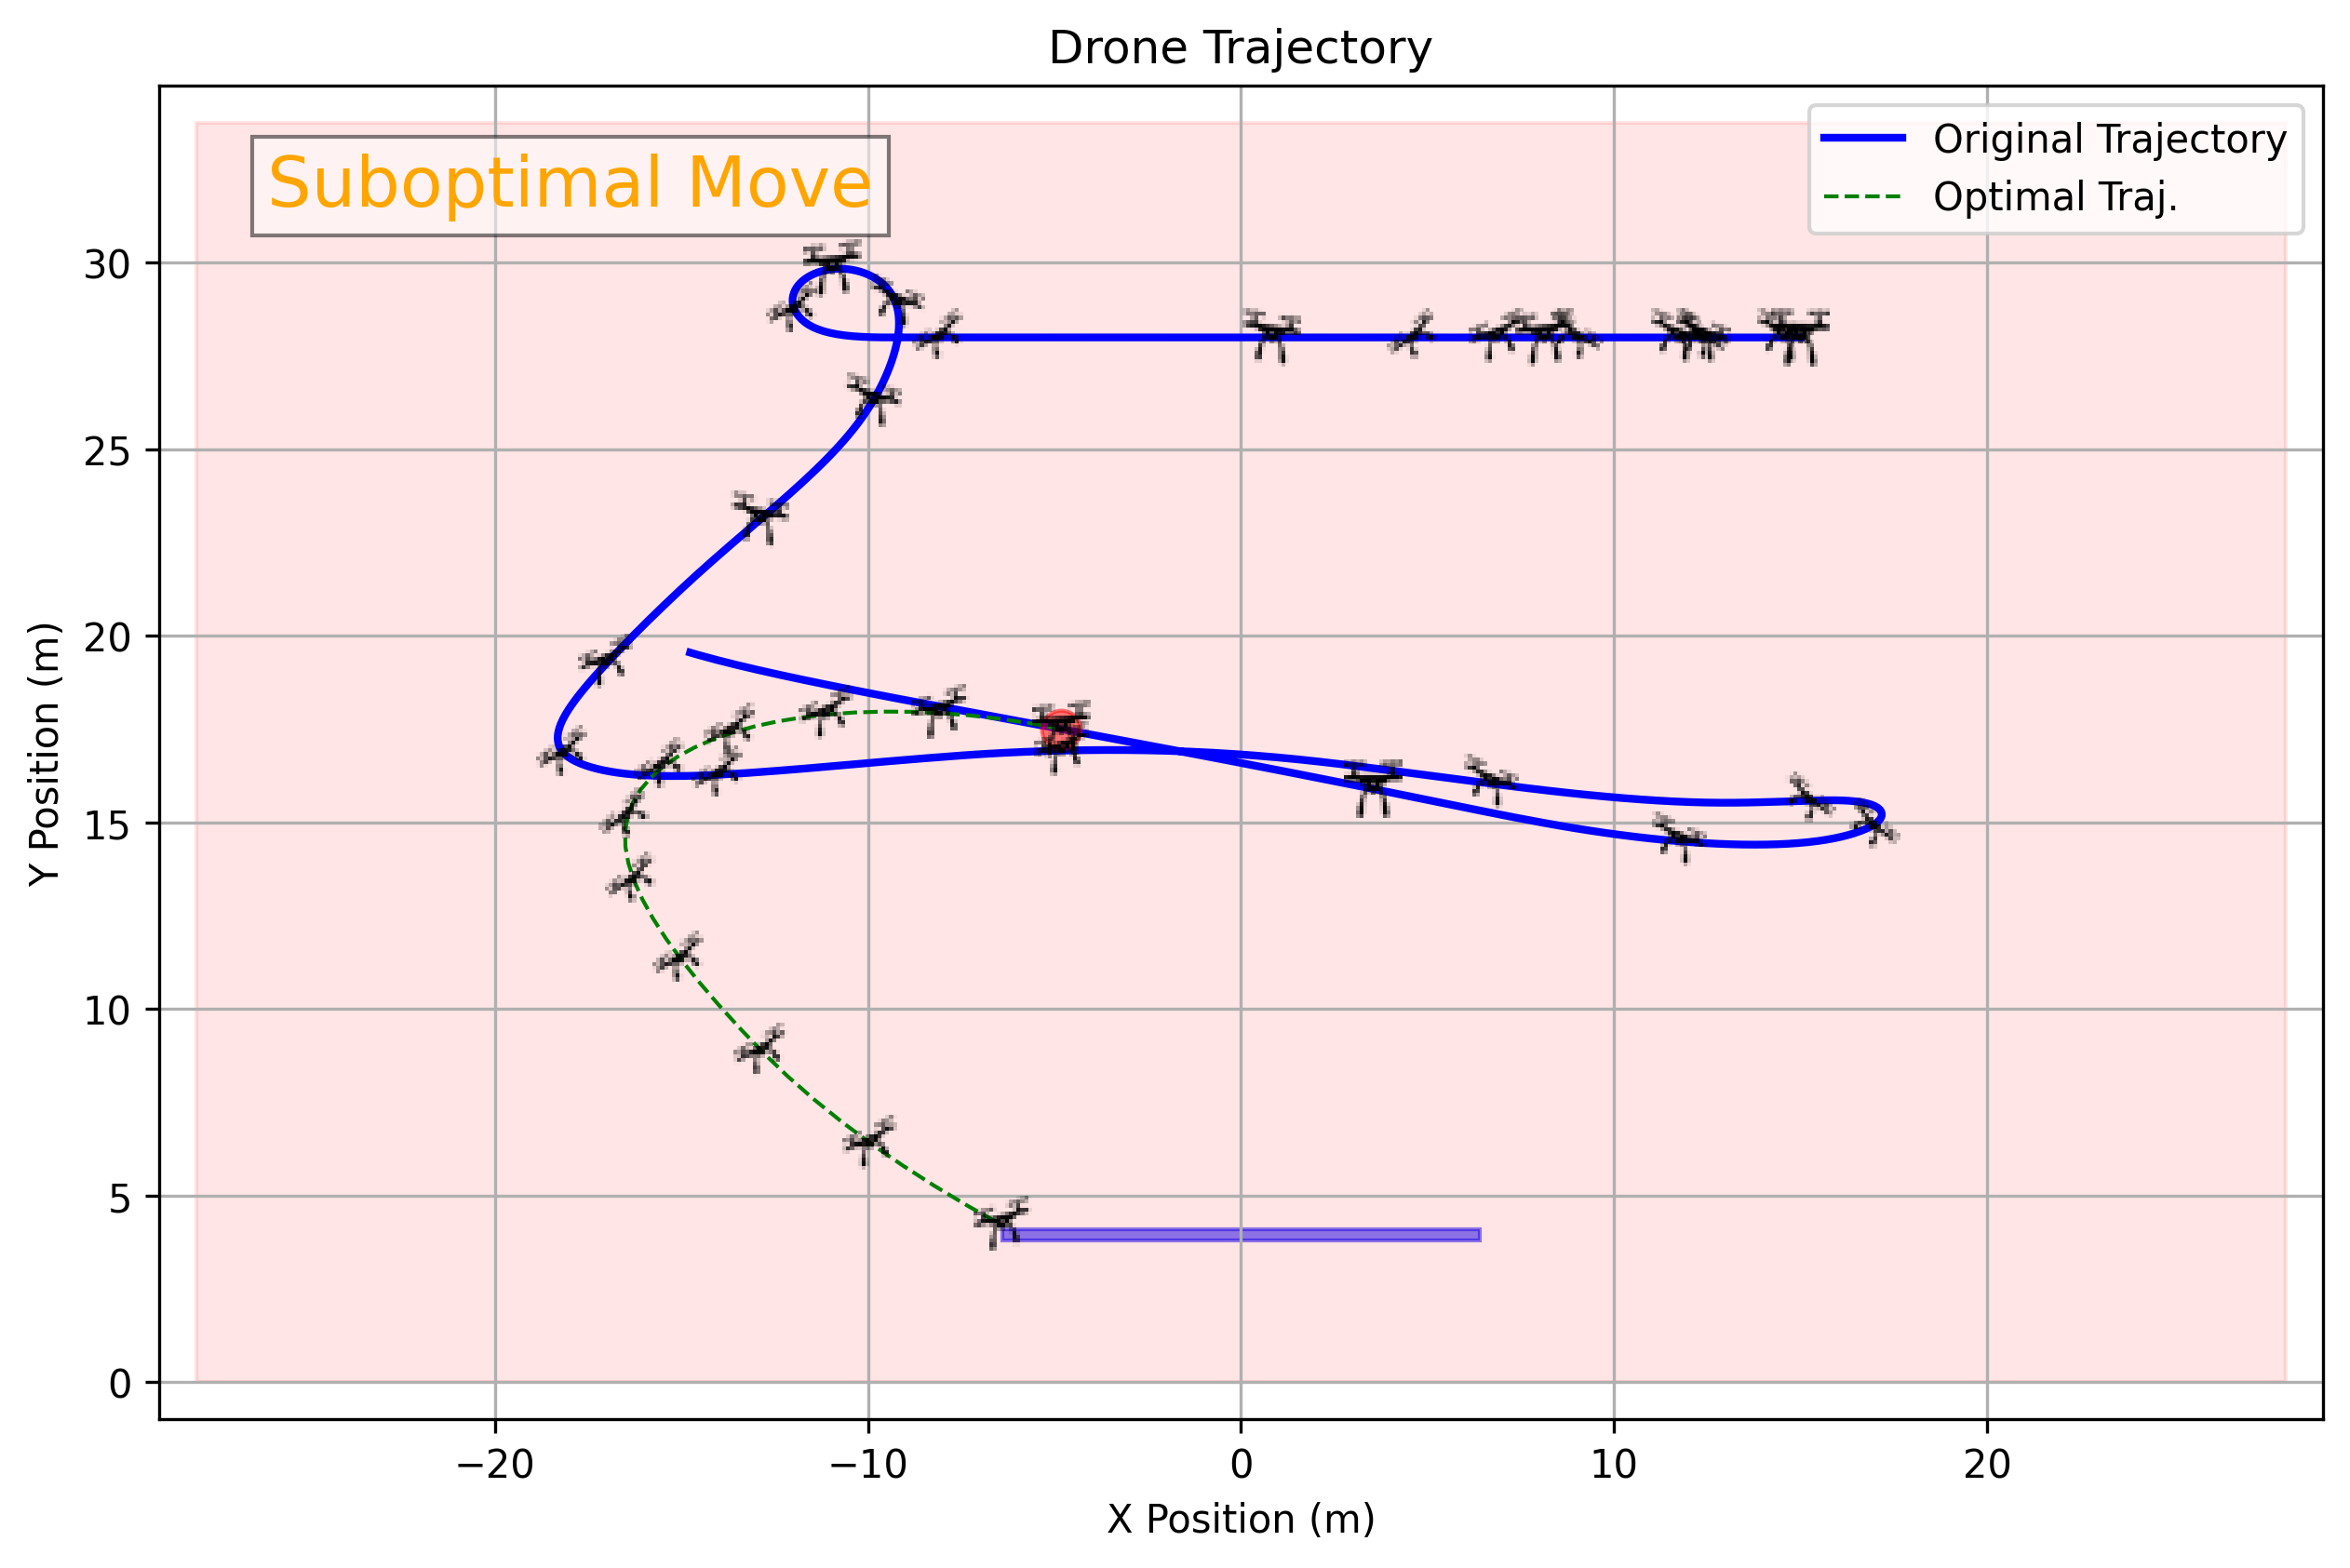 Drone Trajectory
Suboptimal Move
Original Trajectory
Optimal Traj.
Y Position (m)
30
25
20
15
10
5
0
−20
−10
0
10
20
X Position (m)